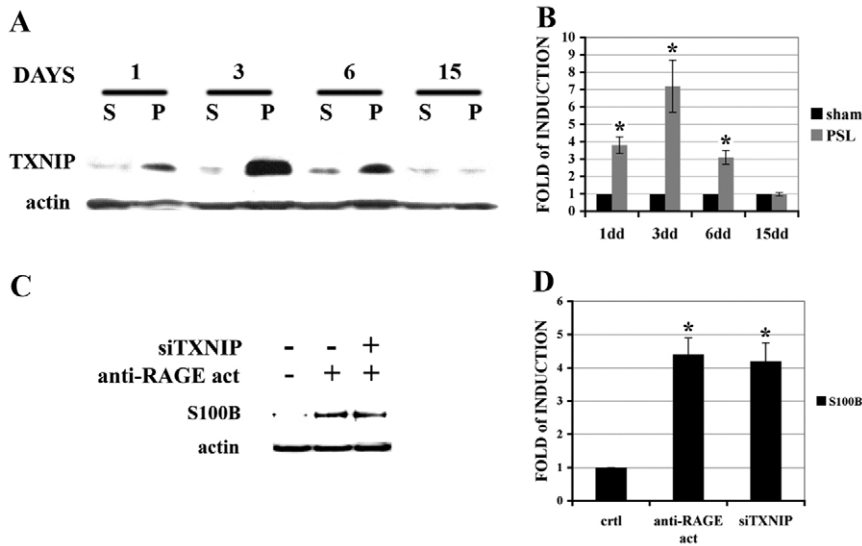 A
DAYS 1 3 6 15
S P S P S P S P
TXNIP
actin
B
FOLD of INDUCTION
10
9
8
7
6
5
4
3
2
1
0
* * *
1dd 3dd 6dd 15dd
sham
PSL
C
siTXNIP - - +
anti-RAGE act - + +
S100B
actin
D
FOLD of INDUCTION
6
5
4
3
2
1
0
* *
crtl anti-RAGE act siTXNIP
S100B